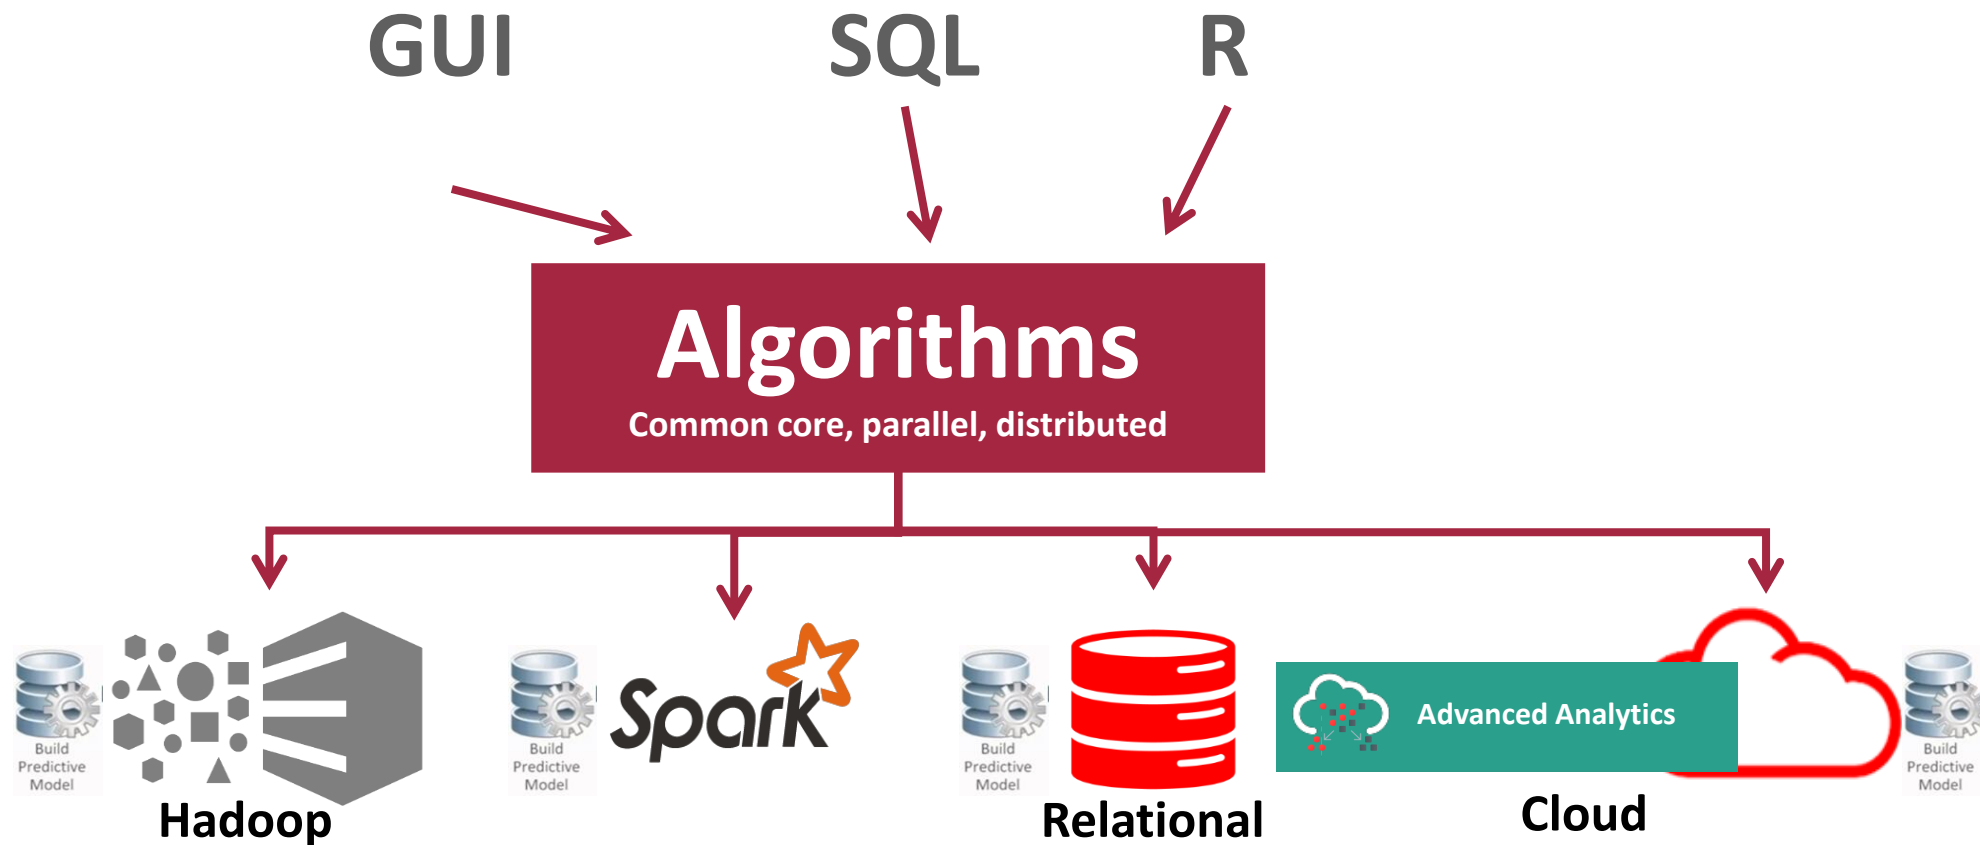 GUI
SQL
R
Algorithms
Common core, parallel, distributed
Build
Predictive
Model
Hadoop
Build
Predictive
Model
Spark
Build
Predictive
Model
Relational
Advanced Analytics
Cloud
Build
Predictive
Model